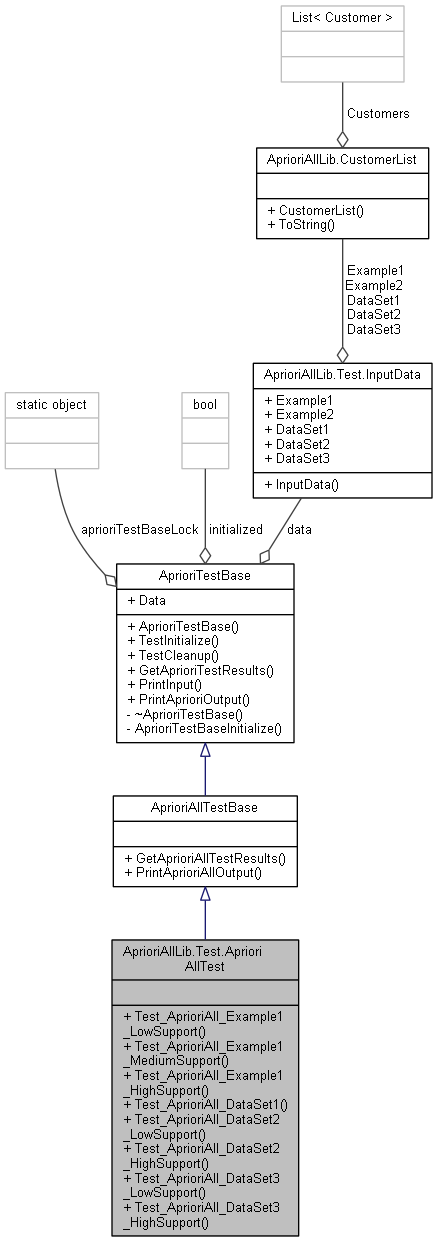 List< Customer >
Customers
AprioriAllLib.CustomerList
+ CustomerList()
+ ToString()
Example1
Example2
DataSet1
DataSet2
DataSet3
AprioriAllLib.Test.InputData
+ Example1
+ Example2
+ DataSet1
+ DataSet2
+ DataSet3
+ InputData()
static object
bool
aprioriTestBaseLock
initialized
data
AprioriTestBase
+ Data
+ AprioriTestBase()
+ TestInitialize()
+ TestCleanup()
+ GetAprioriTestResults()
+ PrintInput()
+ PrintAprioriOutput()
- ~AprioriTestBase()
- AprioriTestBaseInitialize()
AprioriAllTestBase
+ GetAprioriAllTestResults()
+ PrintAprioriAllOutput()
AprioriAllLib.Test.Apriori
AllTest
+ Test_AprioriAll_Example1
_LowSupport()
+ Test_AprioriAll_Example1
_MediumSupport()
+ Test_AprioriAll_Example1
_HighSupport()
+ Test_AprioriAll_DataSet1()
+ Test_AprioriAll_DataSet2
_LowSupport()
+ Test_AprioriAll_DataSet2
_HighSupport()
+ Test_AprioriAll_DataSet3
_LowSupport()
+ Test_AprioriAll_DataSet3
_HighSupport()